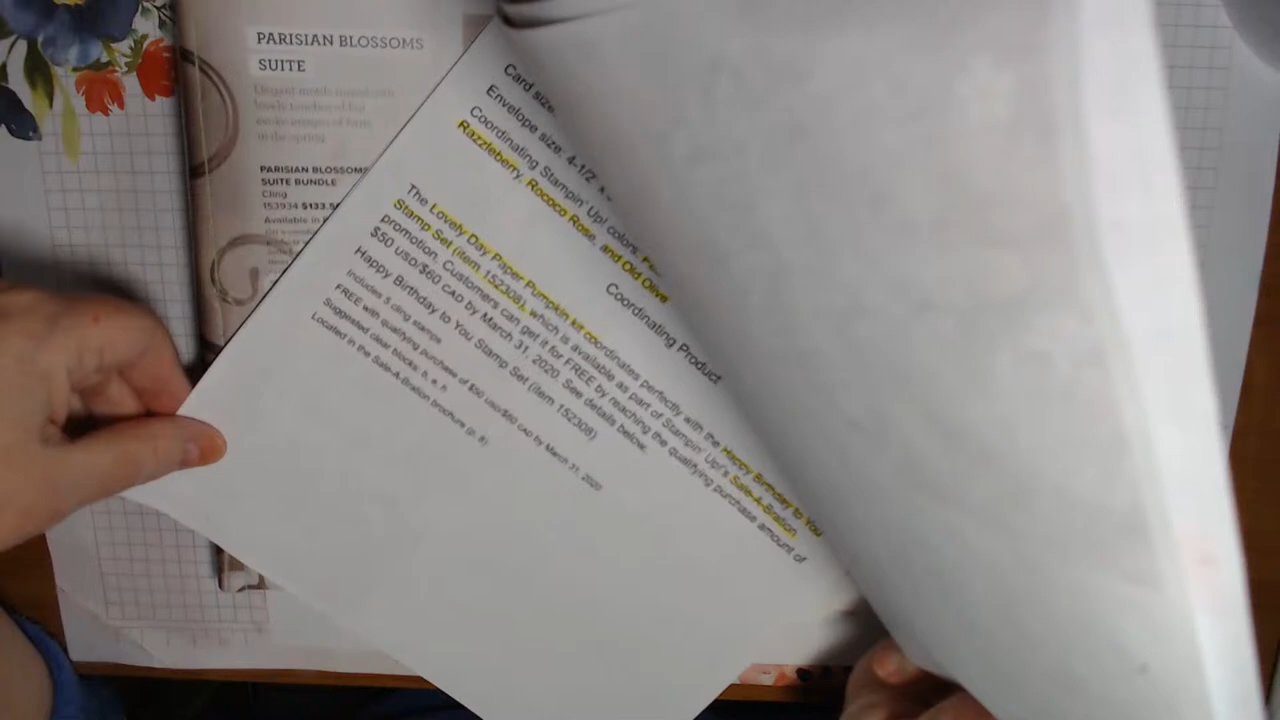 PARISIAN BLOSSOMS
SUITE
in the spring.
PARISIAN BLOSSOMS
SUITE BUNDLE
Cling
153934 $133.5
Available in
Card size:
Envelope size: 4-1/2
Coordinating Stampin' Up! colors:
Razzleberry, Rococo Rose, and Old Olive
Coordinating Product
The Lovely Day Paper Pumpkin kit coordinates perfectly with the Happy Birthday to You
Stamp Set (item 152308), which is available as part of Stampin' Up!'s Sale-A-Bration
promotion. Customers can get it for FREE by reaching the qualifying purchase amount of
$50 USD/$60 CAD by March 31, 2020. See details below.
Happy Birthday to You Stamp Set (item 152308)
Includes 5 cling stamps
FREE with qualifying purchase of $50 USD/$60 CAD by March 31, 2020
Suggested clear blocks: b, e, h
Located in the Sale-A-Bration brochure (p. 8)